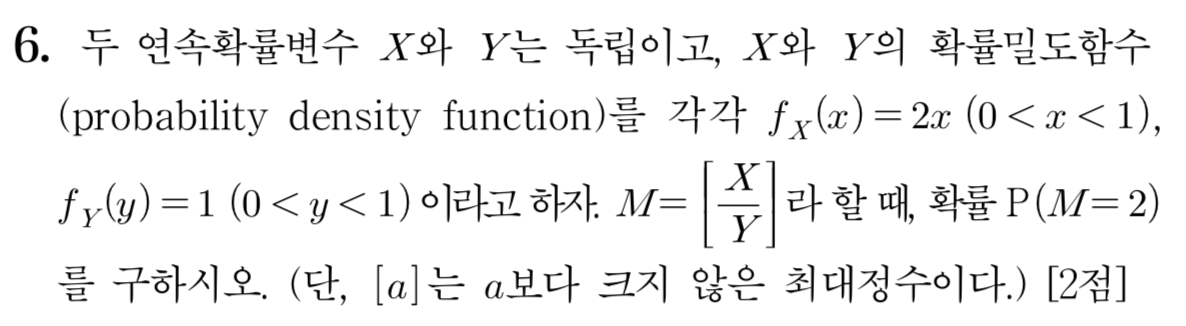 6. 두 연속확률변수 X와 Y는 독립이고, X와 Y의 확률밀도함수
(probability density function)를 각각 f_X(x)=2x (0<x<1),
f_Y(y)=1 (0<y<1)이라고 하자. M=[X/Y]라 할 때, 확률 P(M=2)
를 구하시오. (단, [a]는 a보다 크지 않은 최대정수이다.) [2점]